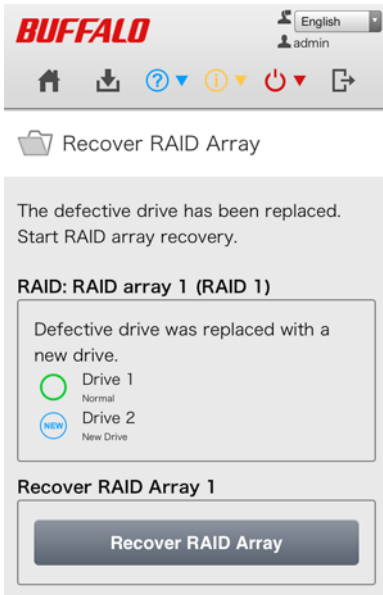 BUFFALO
English
admin
Recover RAID Array
The defective drive has been replaced.
Start RAID array recovery.
RAID: RAID array 1 (RAID 1)
Defective drive was replaced with a
new drive.
Drive 1
Normal
NEW
Drive 2
New Drive
Recover RAID Array 1
Recover RAID Array